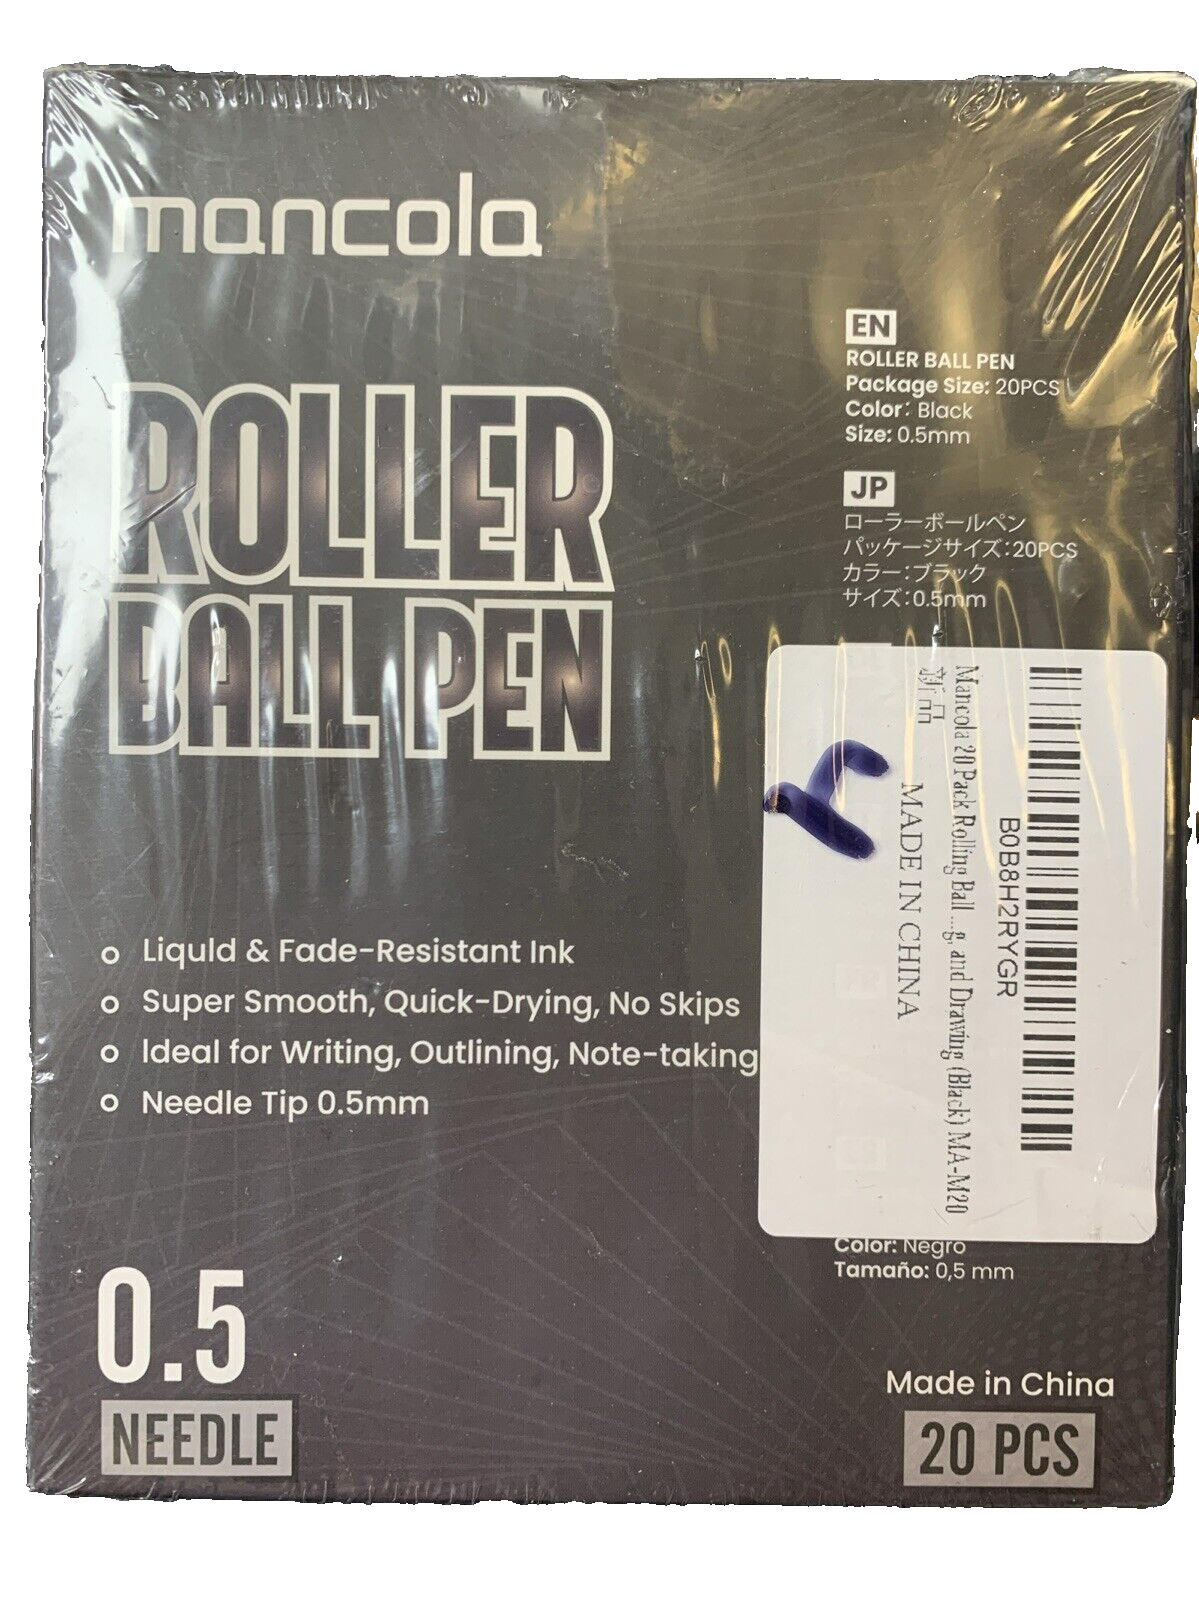 mancola
ROLLER
BALL PEN
Liquld & Fade-Resistant Ink
Super Smooth, Quick-Drying, No Skips
Ideal for Writing, Outlining, Note-taking
Needle Tip 0.5mm
0.5
NEEDLE
EN
ROLLER BALL PEN
Package Size: 20PCS
Color: Black
Size: 0.5mm
JP
ローラーボールペン
パッケージサイズ:20PCS
カラー:ブラック
サイズ:0.5mm
B0B8H2RYGR
Mancola 20 Pack Rolling Ball ...g, and Drawing (Black) MA-M20
新品
MADE IN CHINA
Color: Negro
Tamaño: 0,5 mm
Made in China
20 PCS